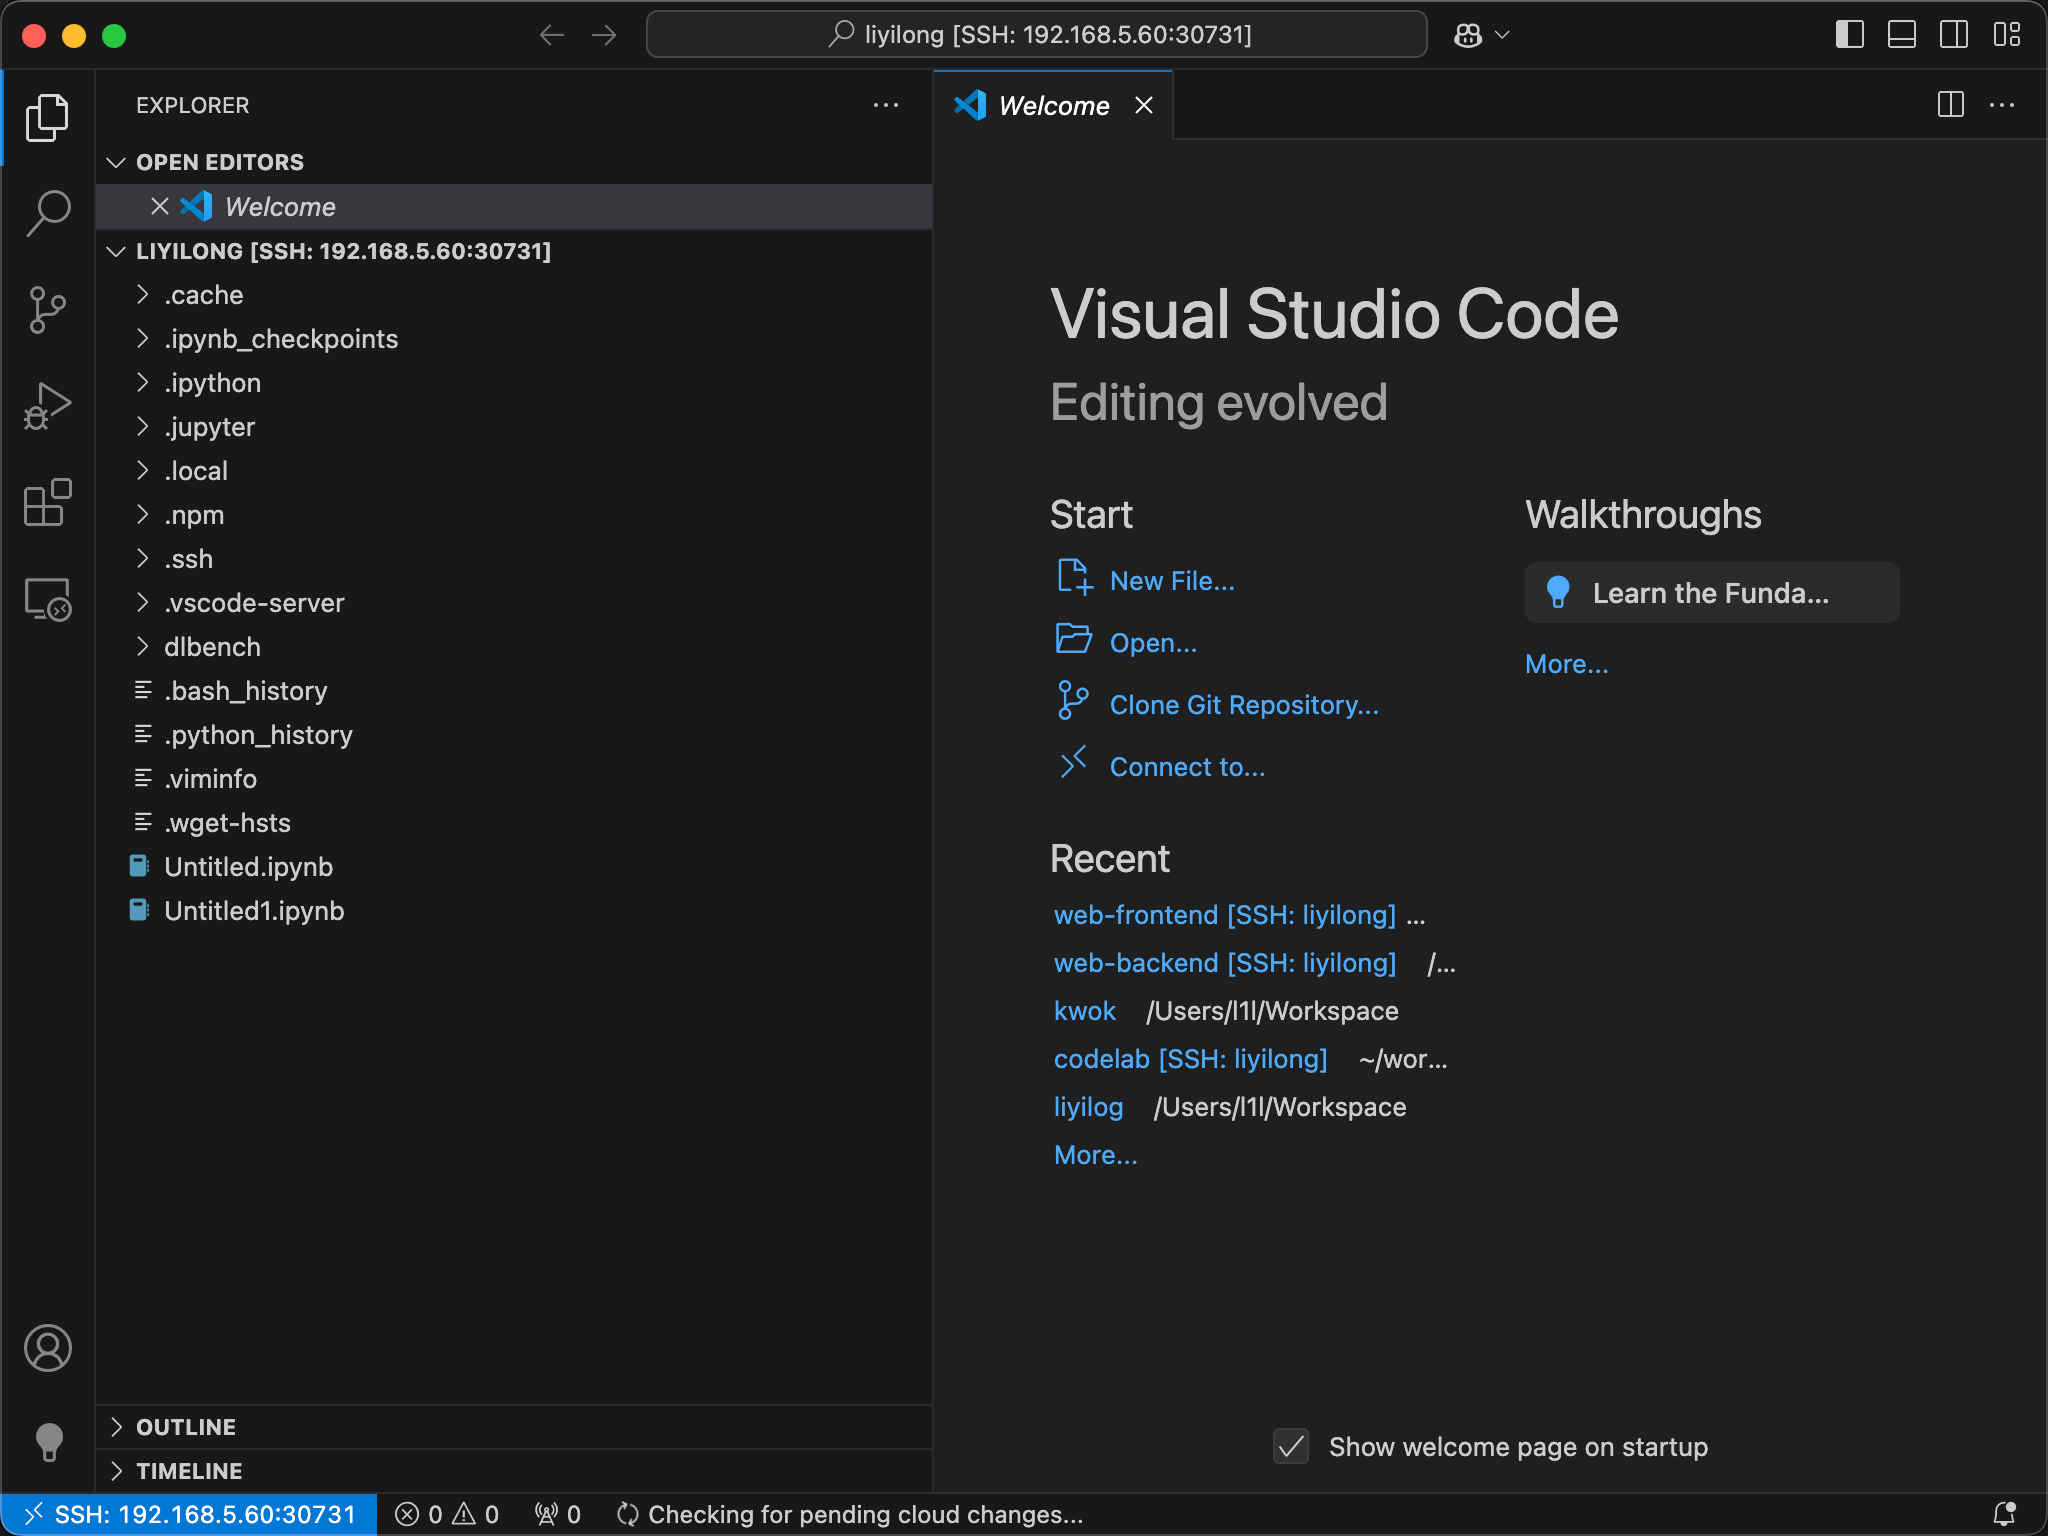 liyilong [SSH: 192.168.5.60:30731]
EXPLORER
OPEN EDITORS
Welcome
LIYILONG [SSH: 192.168.5.60:30731]
.cache
.ipynb_checkpoints
.ipython
.jupyter
.local
.npm
.ssh
.vscode-server
dlbench
.bash_history
.python_history
.viminfo
.wget-hsts
Untitled.ipynb
Untitled1.ipynb
OUTLINE
TIMELINE
Welcome
Visual Studio Code
Editing evolved
Start
New File...
Open...
Clone Git Repository...
Connect to...
Recent
web-frontend [SSH: liyilong] ...
web-backend [SSH: liyilong] /...
kwok /Users/l1l/Workspace
codelab [SSH: liyilong] ~/wor...
liyilog /Users/l1l/Workspace
More...
Walkthroughs
Learn the Funda...
More...
Show welcome page on startup
SSH: 192.168.5.60:30731 0 0 0 Checking for pending cloud changes...